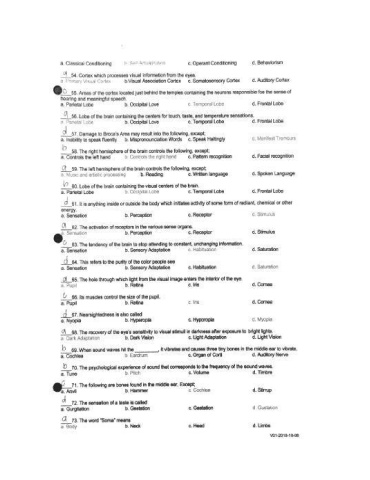 a. Classical Conditioning b. Self Actualization c. Operant Conditioning d. Behaviorism
a 54. Cortex which processes visual information from the eyes.
a. Primary Visual Cortex b. Visual Association Cortex c. Somatosensory Cortex d. Auditory Cortex
55. Areas of the cortex located just behind the temples containing the neurons responsible for the sense of
hearing and meaningful speech.
a. Parietal Lobe b. Occipital Love c. Temporal Lobe d. Frontal Lobe
a 56. Lobe of the brain containing the centers for touch, taste, and temperature sensations.
a. Parietal Lobe b. Occipital Love c. Temporal Lobe d. Frontal Lobe
d 57. Damage to Broca's Area may result into the following, except:
a. Inability to speak fluently b. Mispronounciation Words c. Speak Haltingly d. Manifest Tremours
b 58. The right hemisphere of the brain controls the following, except:
a. Controls the left hand b. Controls the right hand c. Pattern recognition d. Facial recognition
a 59. The left hemisphere of the brain controls the following, except;
a. Music and artistic processing b. Reading c. Written language d. Spoken Language
b 60. Lobe of the brain containing the visual centers of the brain.
a. Parietal Lobe b. Occipital Lobe c. Temporal Lobe d. Frontal Lobe
d 61. It is anything inside or outside the body which initiates activity of some form of radiant, chemical or other
energy.
a. Sensation b. Perception c. Receptor d. Stimulus
a 62. The activation of receptors in the various sense organs.
a. Sensation b. Perception c. Receptor d. Stimulus
63. The tendency of the brain to stop attending to constant, unchanging information.
a. Sensation b. Sensory Adaptation c. Habituation d. Saturation
d 64. This refers to the purity of the color people see
a. Sensation b. Sensory Adaptation c. Habituation d. Saturation
a 65. The hole through which light from the visual image enters the interior of the eye
a. Pupil b. Retina c. Iris d. Cornea
c 66. Its muscles control the size of the pupil.
a. Pupil b. Retina c. Iris d. Cornea
d 67. Nearsightedness is also called
a. Nyopia b. Hyperopia c. Hypropia d. Myopia
a 68. The recovery of the eye's sensitivity to visual stimuli in darkness after exposure to bright lights.
a. Dark Adaptation b. Dark Vision c. Light Adaptation d. Light Vision
b 69. When sound waves hit the ________, it vibrates and causes three tiny bones in the middle ear to vibrate.
a. Cochlea b. Eardrum c. Organ of Corti d. Auditory Nerve
b 70. The psychological experience of sound that corresponds to the frequency of the sound waves.
a. Tune b. Pitch c. Volume d. Timbre
71. The following are bones found in the middle ear. Except;
a. Anvil b. Hammer c. Cochlea d. Stirrup
d 72. The sensation of a taste is called
a. Gurgitation b. Gestation c. Gestation d. Gustation
a 73. The word "Soma" means
a. Body b. Neck c. Head d. Limbs